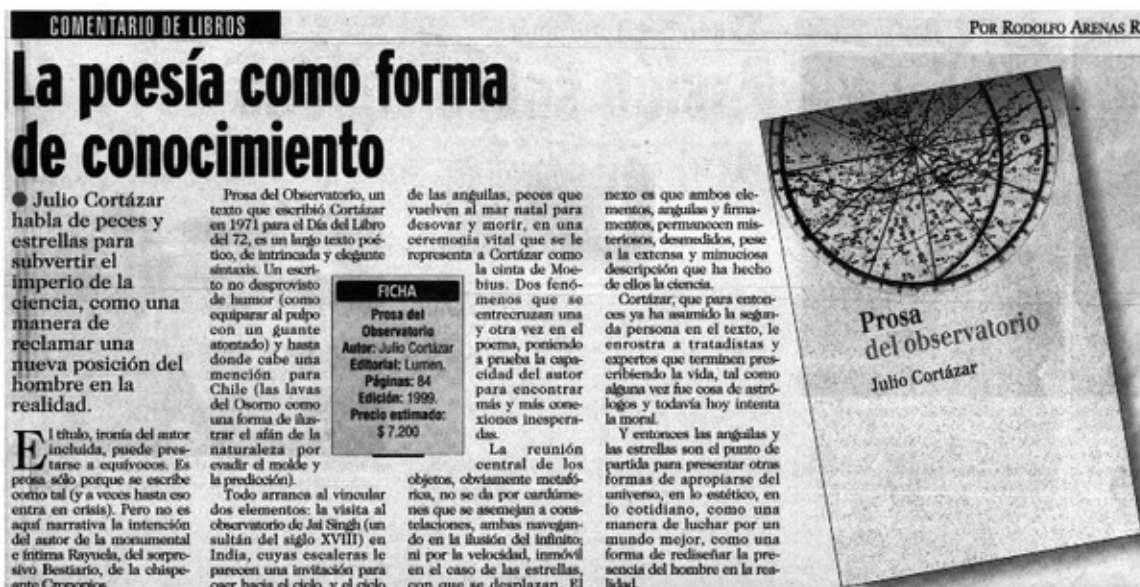 COMENTARIO DE LIBROS
POR RODOLFO ARENAS R
La poesía como forma
de conocimiento
● Julio Cortázar
habla de peces y
estrellas para
subvertir el
imperio de la
ciencia, como una
manera de
reclamar una
nueva posición del
hombre en la
realidad.
El título, ironía del autor
incluida, puede pres-
tarse a equívocos. Es
prosa sólo porque se escribe
como tal (y a veces hasta eso
entra en crisis). Pero no es
aquí narrativa la intención
del autor de la monumental
e íntima Rayuela, del sorpre-
sivo Bestiario, de la chispe-
ante Cronopios
Prosa del Observatorio, un
texto que escribió Cortázar
en 1971 para el Día del Libro
del 72, es un largo texto poé-
tico, de intrincada y elegante
sintaxis. Un escri-
to no desprovisto
de humor (como
equiparar al pulpo
con un guante
atontado) y hasta
donde cabe una
mención para
Chile (las lavas
del Osorno como
una forma de ilus-
trar el afán de la
naturaleza por
evadir el molde y
la predicción).
Todo arranca al vincular
dos elementos: la visita al
observatorio de Jai Singh (un
sultán del siglo XVIII) en
India, cuyas escaleras le
parecen una invitación para
caer hacia el cielo, y el ciclo
FICHA
Prosa del
Observatorio
Autor: Julio Cortázar
Editorial: Lumen.
Páginas: 84
Edición: 1999.
Precio estimado:
$ 7.200
de las anguilas, peces que
vuelven al mar natal para
desovar y morir, en una
ceremonia vital que se le
representa a Cortázar como
la cinta de Moe-
bius. Dos fenó-
menos que se
entrecruzan una
y otra vez en el
poema, poniendo
a prueba la capa-
cidad del autor
para encontrar
más y más cone-
xiones inespera-
das.
La reunión
central de los
objetos, obviamente metafó-
rica, no se da por cardúme-
nes que se asemejan a cons-
telaciones, ambas navegan-
do en la ilusión del infinito;
ni por la velocidad, inmóvil
en el caso de las estrellas,
con que se desplazan. El
nexo es que ambos ele-
mentos, anguilas y firma-
mentos, permanecen mis-
teriosos, desmedidos, pese
a la extensa y minuciosa
descripción que ha hecho
de ellos la ciencia.
Cortázar, que para enton-
ces ya ha asumido la segun-
da persona en el texto, le
enrostra a tratadistas y
expertos que terminen pres-
cribiendo la vida, tal como
alguna vez fue cosa de astró-
logos y todavía hoy intenta
la moral.
Y entonces las anguilas y
las estrellas son el punto de
partida para presentar otras
formas de apropiarse del
universo, en lo estético, en
lo cotidiano, como una
manera de luchar por un
mundo mejor, como una
forma de rediseñar la pre-
sencia del hombre en la rea-
lidad.
Prosa
del observatorio
Julio Cortázar